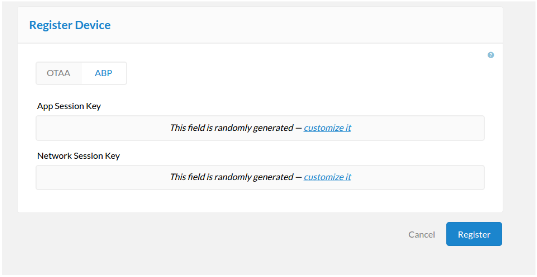 Register Device
OTAA ABP
App Session Key
This field is randomly generated — customize it
Network Session Key
This field is randomly generated — customize it
Cancel Register